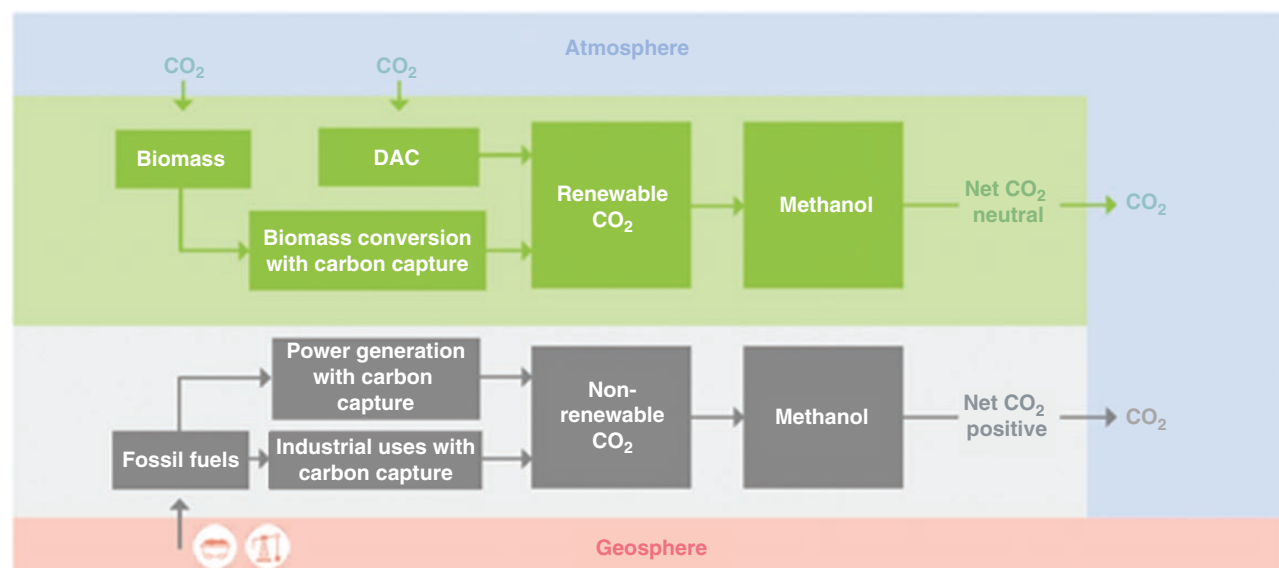 Atmosphere
CO₂
CO₂
Biomass
DAC
Renewable
CO₂
Methanol
Net CO₂
neutral
CO₂
Biomass conversion
with carbon capture
Power generation
with carbon
capture
Non-
renewable
CO₂
Methanol
Net CO₂
positive
CO₂
Fossil fuels
Industrial uses with
carbon capture
Geosphere